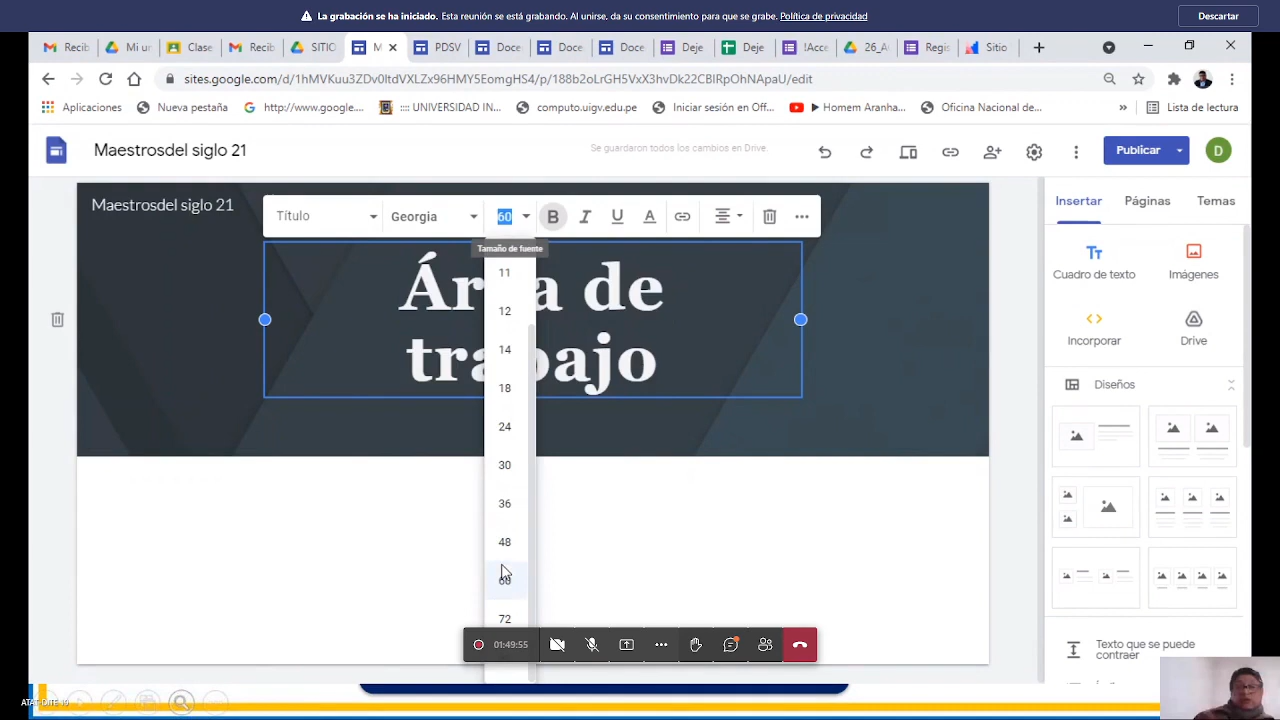 La grabación se ha iniciado. Esta reunión se está grabando. Al unirse, da su consentimiento para que se grabe. Política de privacidad
Descartar
Recib
Mi un
Clase
Recib
SITIO
M
PDSV
Doce
Doce
Doce
Deje
Deje
!Acce
26_A
Regis
Sitio
sites.google.com/d/1hMVKuu3ZDv0ltdVXLZx96HMY5EomgHS4/p/188b2oLrGH5VxX3hvDk22CBlRpOhNApaU/edit
Aplicaciones
Nueva pestaña
http://www.google....
:::: UNIVERSIDAD IN...
computo.uigv.edu.pe
Iniciar sesión en Off...
Homem Aranha...
Oficina Nacional de...
»
Lista de lectura
Maestrosdel siglo 21
Se guardaron todos los cambios en Drive.
Publicar
D
Maestrosdel siglo 21
Título
Georgia
60
B
I
U
A
Insertar
Páginas
Temas
Tamaño de fuente
Área de
trabajo
11
12
14
18
24
30
36
48
60
72
Cuadro de texto
Imágenes
Incorporar
Drive
Diseños
Texto que se puede
contraer
01:49:55